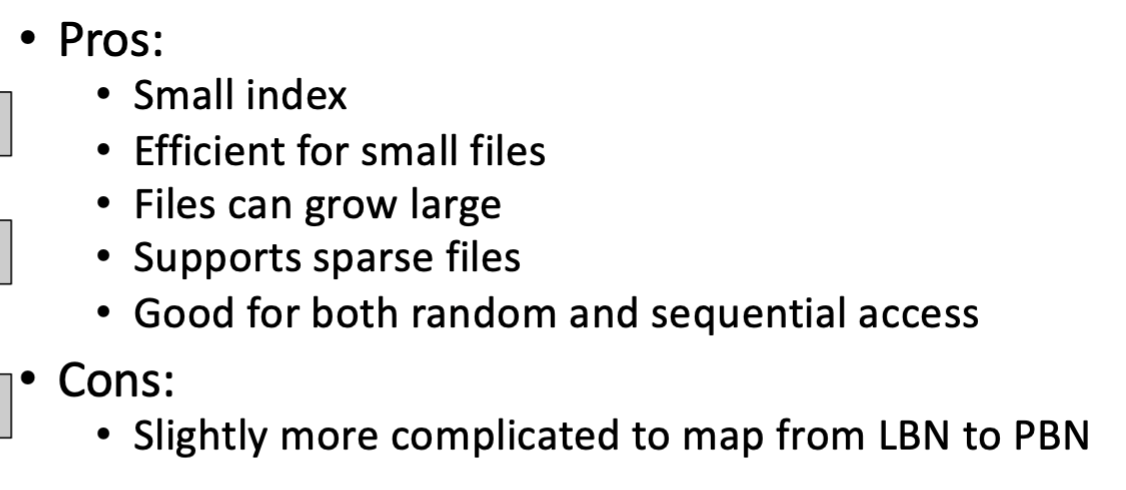 • Pros:
• Small index
• Efficient for small files
• Files can grow large
• Supports sparse files
• Good for both random and sequential access
• Cons:
• Slightly more complicated to map from LBN to PBN